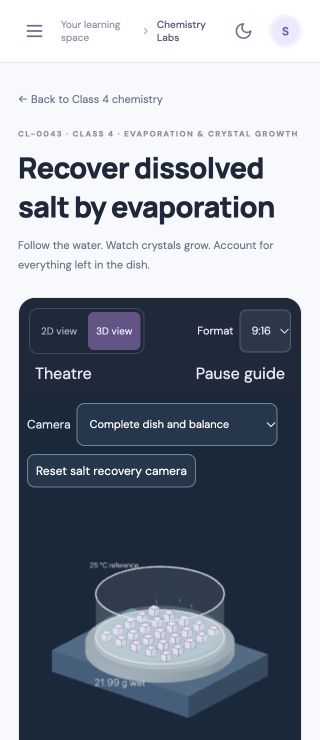 Your learning space
Chemistry Labs
S
← Back to Class 4 chemistry
CL-0043 · CLASS 4 · EVAPORATION & CRYSTAL GROWTH
Recover dissolved
salt by evaporation
Follow the water. Watch crystals grow. Account for
everything left in the dish.
2D view
3D view
Format
9:16
Theatre
Pause guide
Camera
Complete dish and balance
Reset salt recovery camera
25 °C reference
21.99 g wet